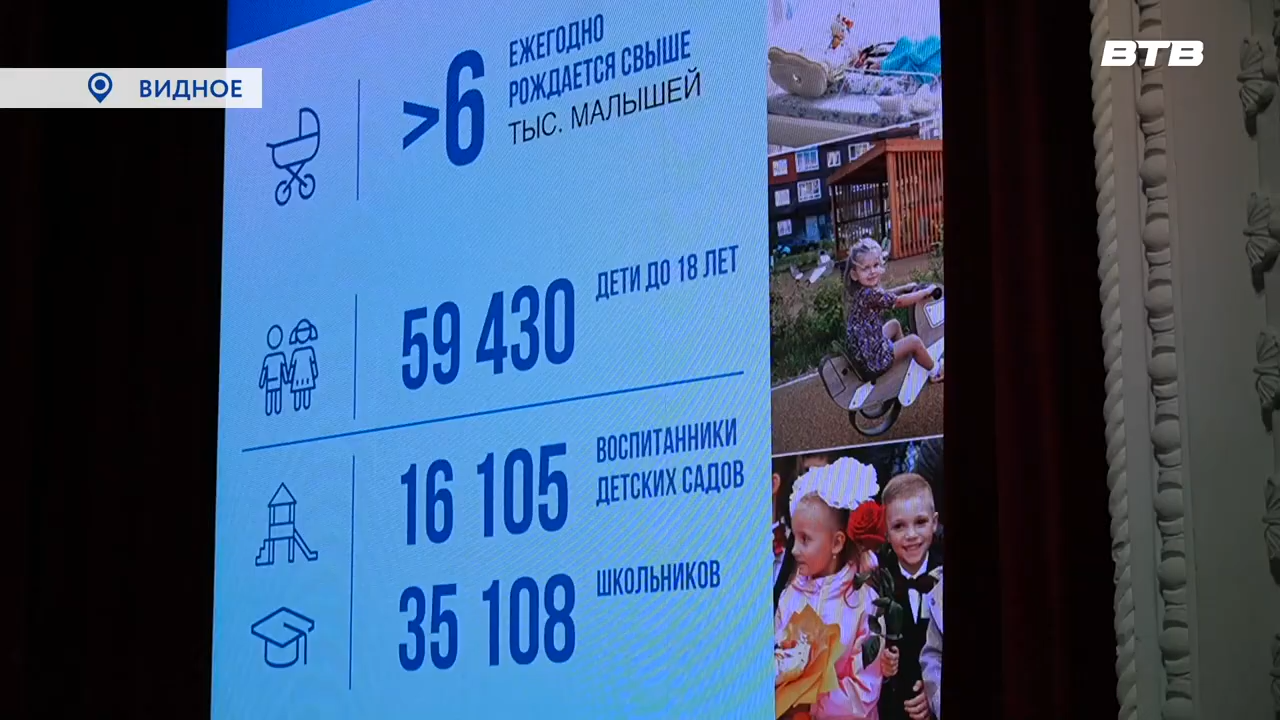 ВИДНОЕ
ВТВ
>6
ЕЖЕГОДНО
РОЖДАЕТСЯ СВЫШЕ
ТЫС. МАЛЫШЕЙ
59 430
ДЕТИ ДО 18 ЛЕТ
16 105
ВОСПИТАННИКИ
ДЕТСКИХ САДОВ
35 108
ШКОЛЬНИКОВ